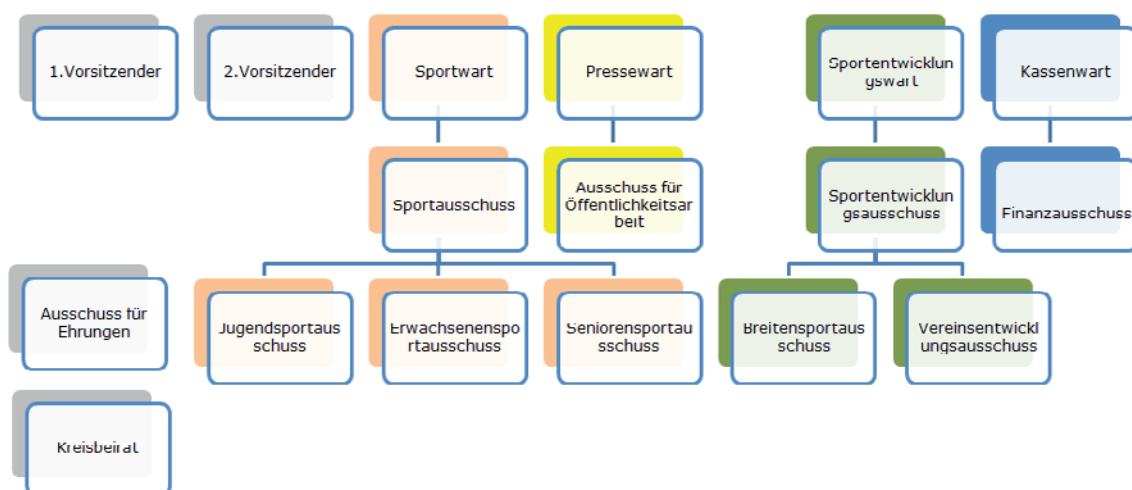 1.Vorsitzender
2.Vorsitzender
Sportwart
Pressewart
Sportentwicklun
gswart
Kassenwart
Sportausschuss
Ausschuss für
Öffentlichkeitsar
beit
Sportentwicklun
gsausschuss
Finanzausschuss
Ausschuss für
Ehrungen
Jugendsportaus
schuss
Erwachsenenspo
rtausschuss
Seniorensportau
sschuss
Breitensportaus
schuss
Vereinsentwickl
ungsausschuss
Kreisbeirat